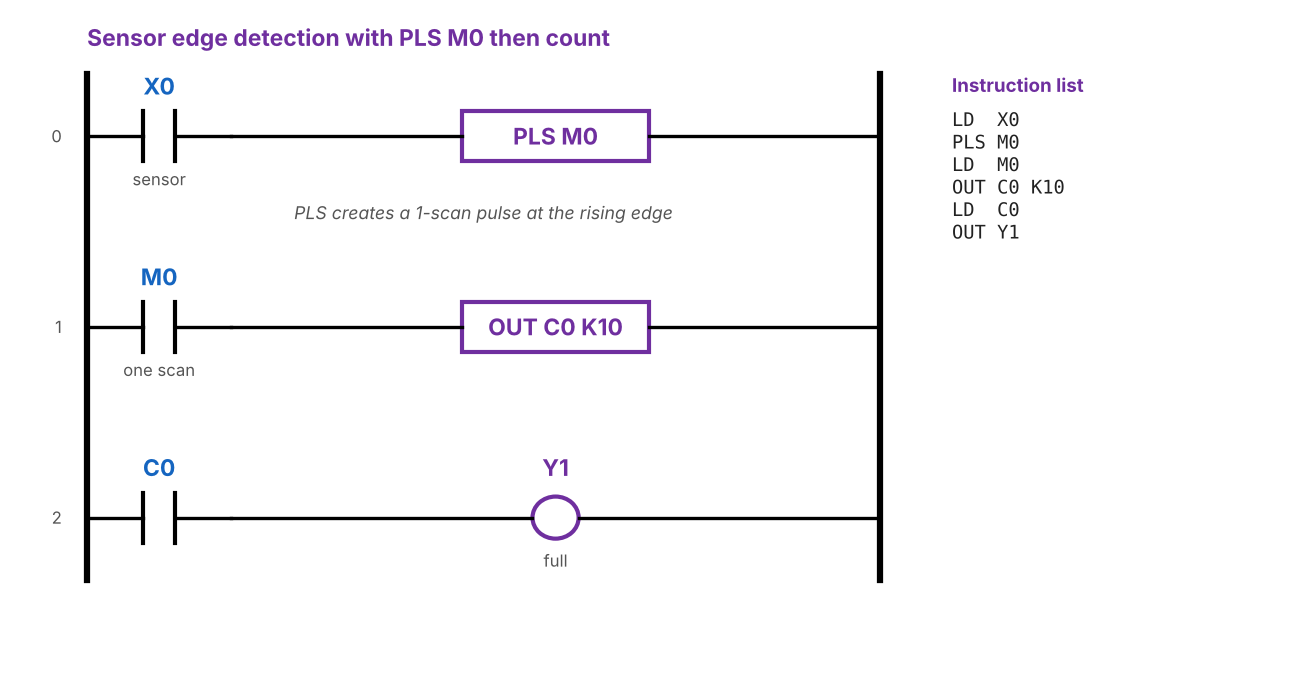 Sensor edge detection with PLS M0 then count
X0
0
PLS M0
sensor
PLS creates a 1-scan pulse at the rising edge
M0
1
OUT C0 K10
one scan
C0
Y1
2
full
Instruction list
LD  X0
PLS M0
LD  M0
OUT C0 K10
LD  C0
OUT Y1